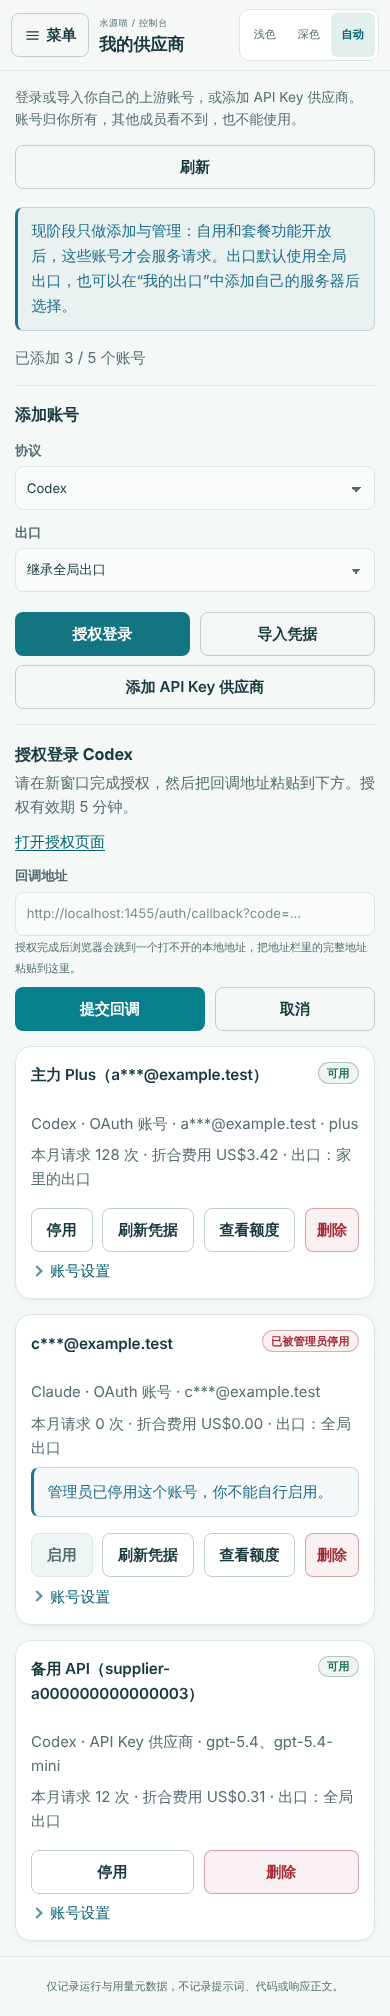 菜单
水源喵 / 控制台
我的供应商
浅色 深色 自动
登录或导入你自己的上游账号，或添加 API Key 供应商。
账号归你所有，其他成员看不到，也不能使用。
刷新
现阶段只做添加与管理：自用和套餐功能开放
后，这些账号才会服务请求。出口默认使用全局
出口，也可以在“我的出口”中添加自己的服务器后
选择。
已添加 3 / 5 个账号
添加账号
协议
Codex
出口
继承全局出口
授权登录 导入凭据
添加 API Key 供应商
授权登录 Codex
请在新窗口完成授权，然后把回调地址粘贴到下方。授
权有效期 5 分钟。
打开授权页面
回调地址
http://localhost:1455/auth/callback?code=...
授权完成后浏览器会跳到一个打不开的本地地址，把地址栏里的完整地址
粘贴到这里。
提交回调 取消
主力 Plus（a***@example.test） 可用
Codex · OAuth 账号 · a***@example.test · plus
本月请求 128 次 · 折合费用 US$3.42 · 出口：家
里的出口
停用 刷新凭据 查看额度 删除
账号设置
c***@example.test 已被管理员停用
Claude · OAuth 账号 · c***@example.test
本月请求 0 次 · 折合费用 US$0.00 · 出口：全局
出口
管理员已停用这个账号，你不能自行启用。
启用 刷新凭据 查看额度 删除
账号设置
备用 API（supplier- 可用
a000000000000003）
Codex · API Key 供应商 · gpt-5.4、gpt-5.4-
mini
本月请求 12 次 · 折合费用 US$0.31 · 出口：全局
出口
停用 删除
账号设置
仅记录运行与用量元数据，不记录提示词、代码或响应正文。